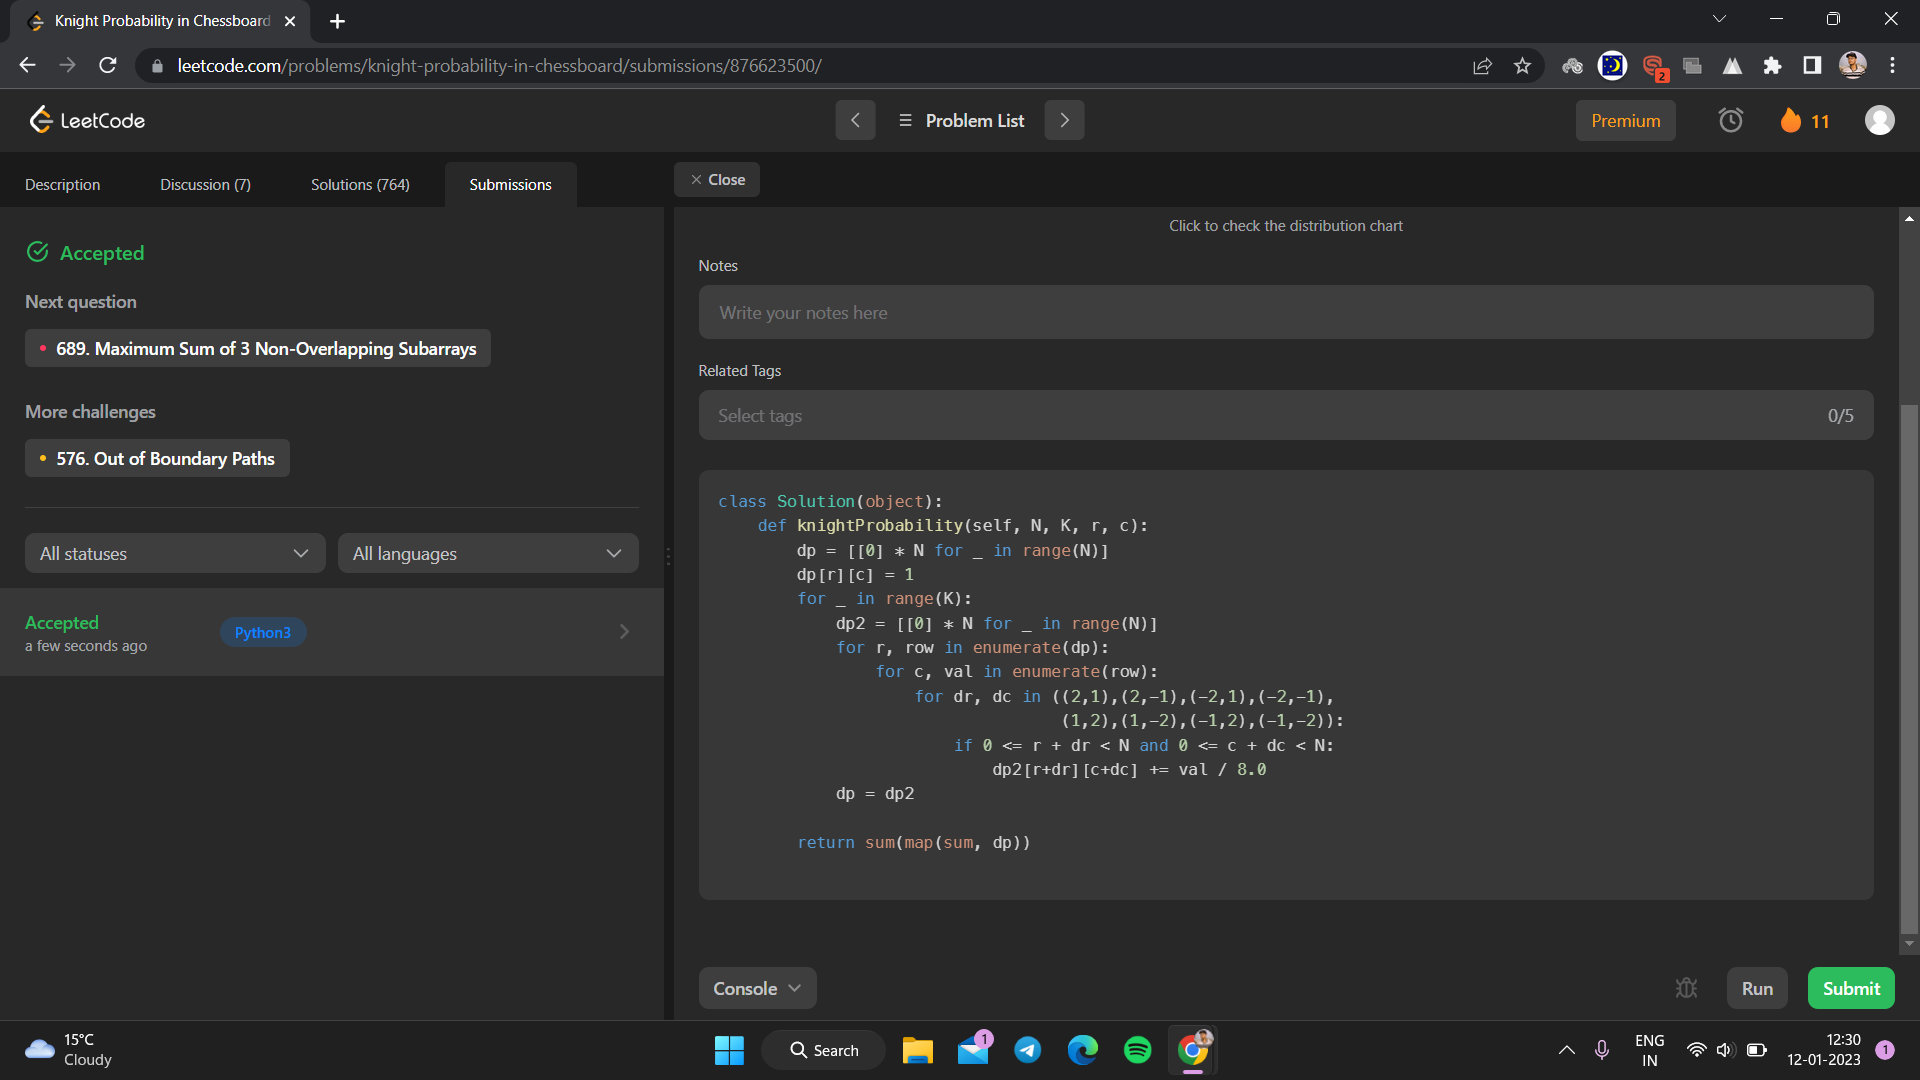 Knight Probability in Chessboard
leetcode.com/problems/knight-probability-in-chessboard/submissions/876623500/
2
LeetCode
Problem List
Premium
11
Description
Discussion (7)
Solutions (764)
Submissions
Close
Accepted
Next question
689. Maximum Sum of 3 Non-Overlapping Subarrays
More challenges
576. Out of Boundary Paths
All statuses
All languages
Accepted
a few seconds ago
Python3
Click to check the distribution chart
Notes
Write your notes here
Related Tags
Select tags
0/5
class Solution(object):
    def knightProbability(self, N, K, r, c):
        dp = [[0] * N for _ in range(N)]
        dp[r][c] = 1
        for _ in range(K):
            dp2 = [[0] * N for _ in range(N)]
            for r, row in enumerate(dp):
                for c, val in enumerate(row):
                    for dr, dc in ((2,1),(2,-1),(-2,1),(-2,-1),
                                   (1,2),(1,-2),(-1,2),(-1,-2)):
                        if 0 <= r + dr < N and 0 <= c + dc < N:
                            dp2[r+dr][c+dc] += val / 8.0
            dp = dp2
        return sum(map(sum, dp))
Console
Run
Submit
15°C
Cloudy
Search
1
ENG
IN
12:30
12-01-2023
1